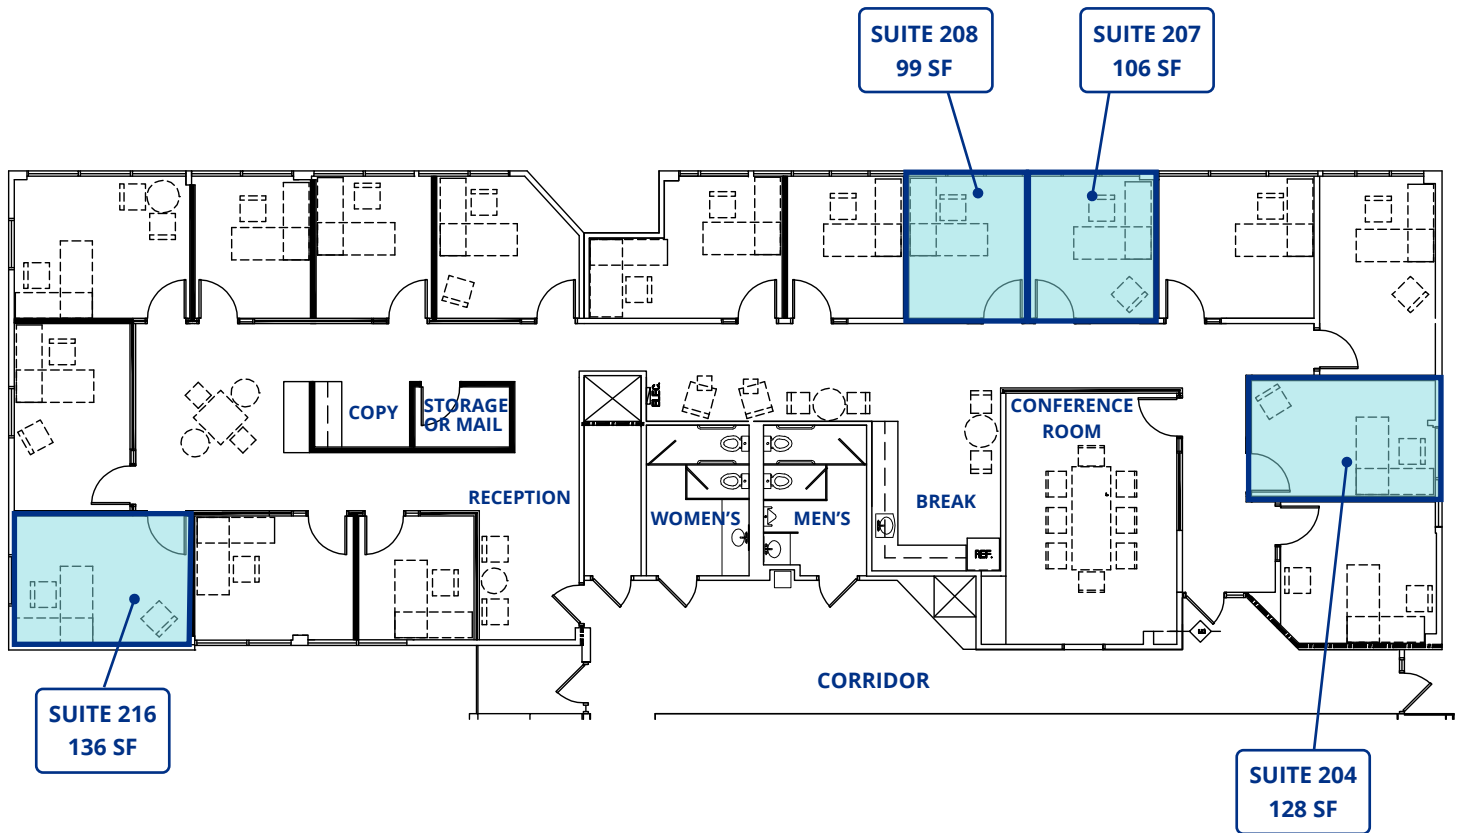 SUITE 208
99 SF
SUITE 207
106 SF
COPY
STORAGE
OR MAIL
ELEC.
CONFERENCE
ROOM
RECEPTION
WOMEN'S
MEN'S
BREAK
REF.
CORRIDOR
SUITE 216
136 SF
SUITE 204
128 SF